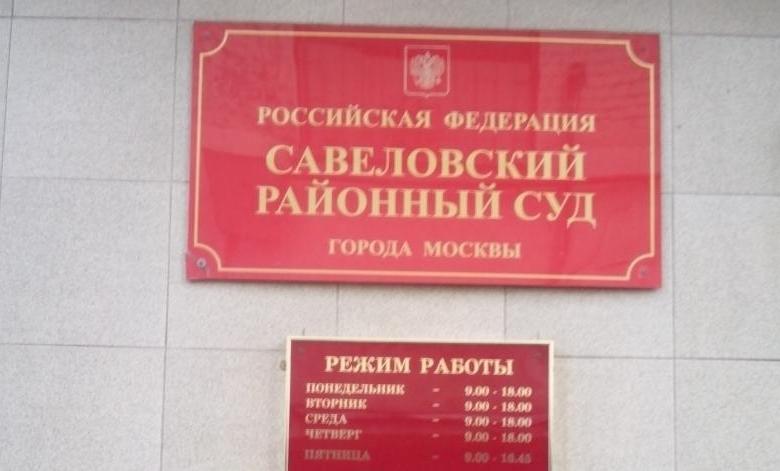 РОССИЙСКАЯ ФЕДЕРАЦИЯ
САВЕЛОВСКИЙ
РАЙОННЫЙ СУД
ГОРОДА МОСКВЫ
РЕЖИМ РАБОТЫ
ПОНЕДЕЛЬНИК - 9.00 - 18.00
ВТОРНИК - 9.00 - 18.00
СРЕДА - 9.00 - 18.00
ЧЕТВЕРГ - 9.00 - 18.00
ПЯТНИЦА - 9.00 - 16.45